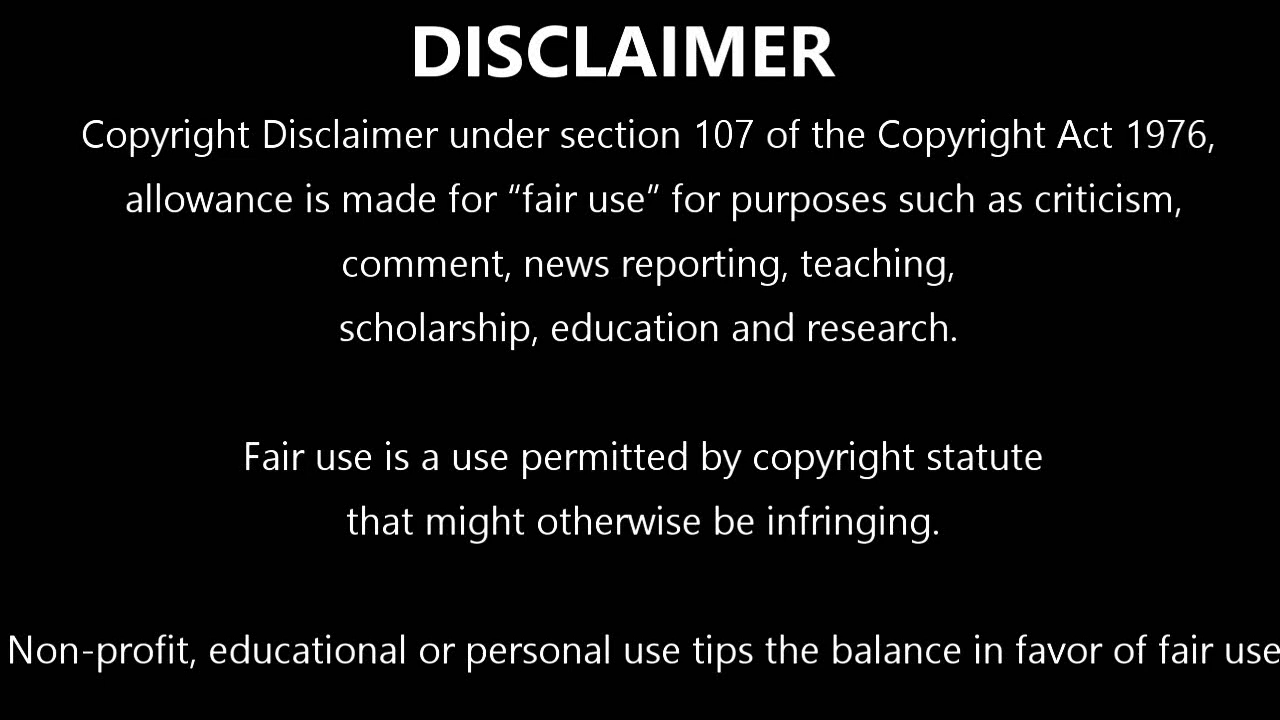 DISCLAIMER
Copyright Disclaimer under section 107 of the Copyright Act 1976,
allowance is made for “fair use” for purposes such as criticism,
comment, news reporting, teaching,
scholarship, education and research.
Fair use is a use permitted by copyright statute
that might otherwise be infringing.
Non-profit, educational or personal use tips the balance in favor of fair use